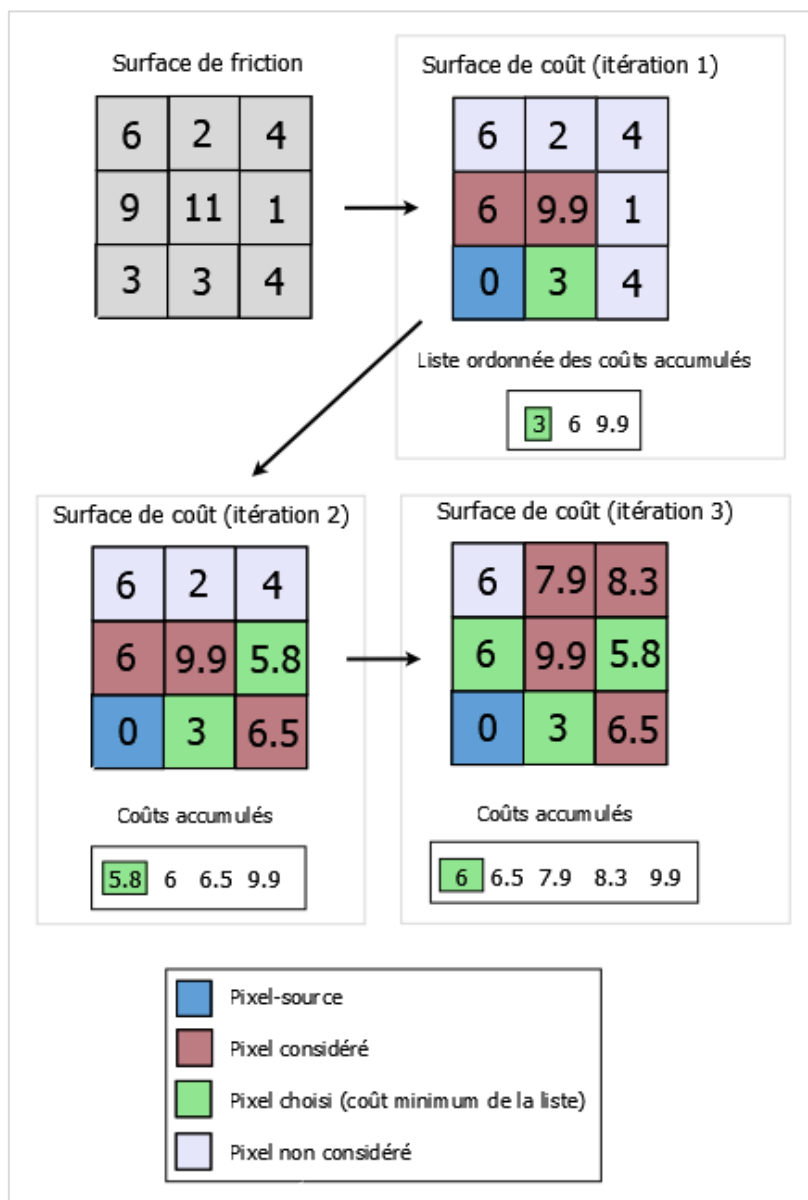 Surface de friction
6 2 4
9 11 1
3 3 4
Surface de coût (itération 1)
6 2 4
6 9.9 1
0 3 4
Liste ordonnée des coûts accumulés
3 6 9.9
Surface de coût (itération 2)
6 2 4
6 9.9 5.8
0 3 6.5
Coûts accumulés
5.8 6 6.5 9.9
Surface de coût (itération 3)
6 7.9 8.3
6 9.9 5.8
0 3 6.5
Coûts accumulés
6 6.5 7.9 8.3 9.9
Pixel-source
Pixel considéré
Pixel choisi (coût minimum de la liste)
Pixel non considéré